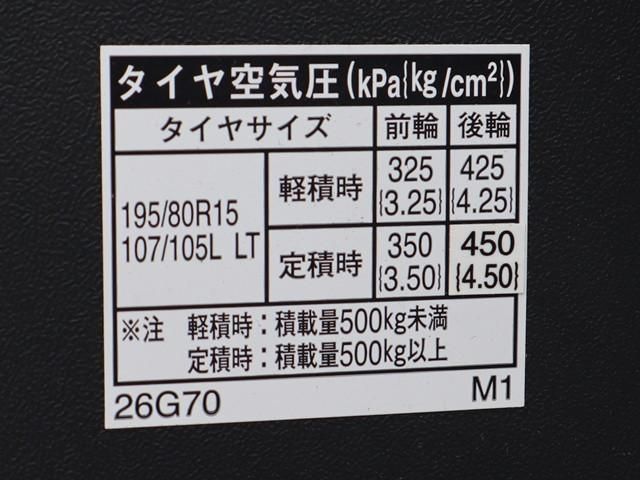 タイヤ空気圧(kPa{kg/cm²})
タイヤサイズ 前輪 後輪
195/80R15
107/105L LT
軽積時 325 {3.25} 425 {4.25}
定積時 350 {3.50} 450 {4.50}
※注 軽積時：積載量500kg未満
定積時：積載量500kg以上
26G70 M1